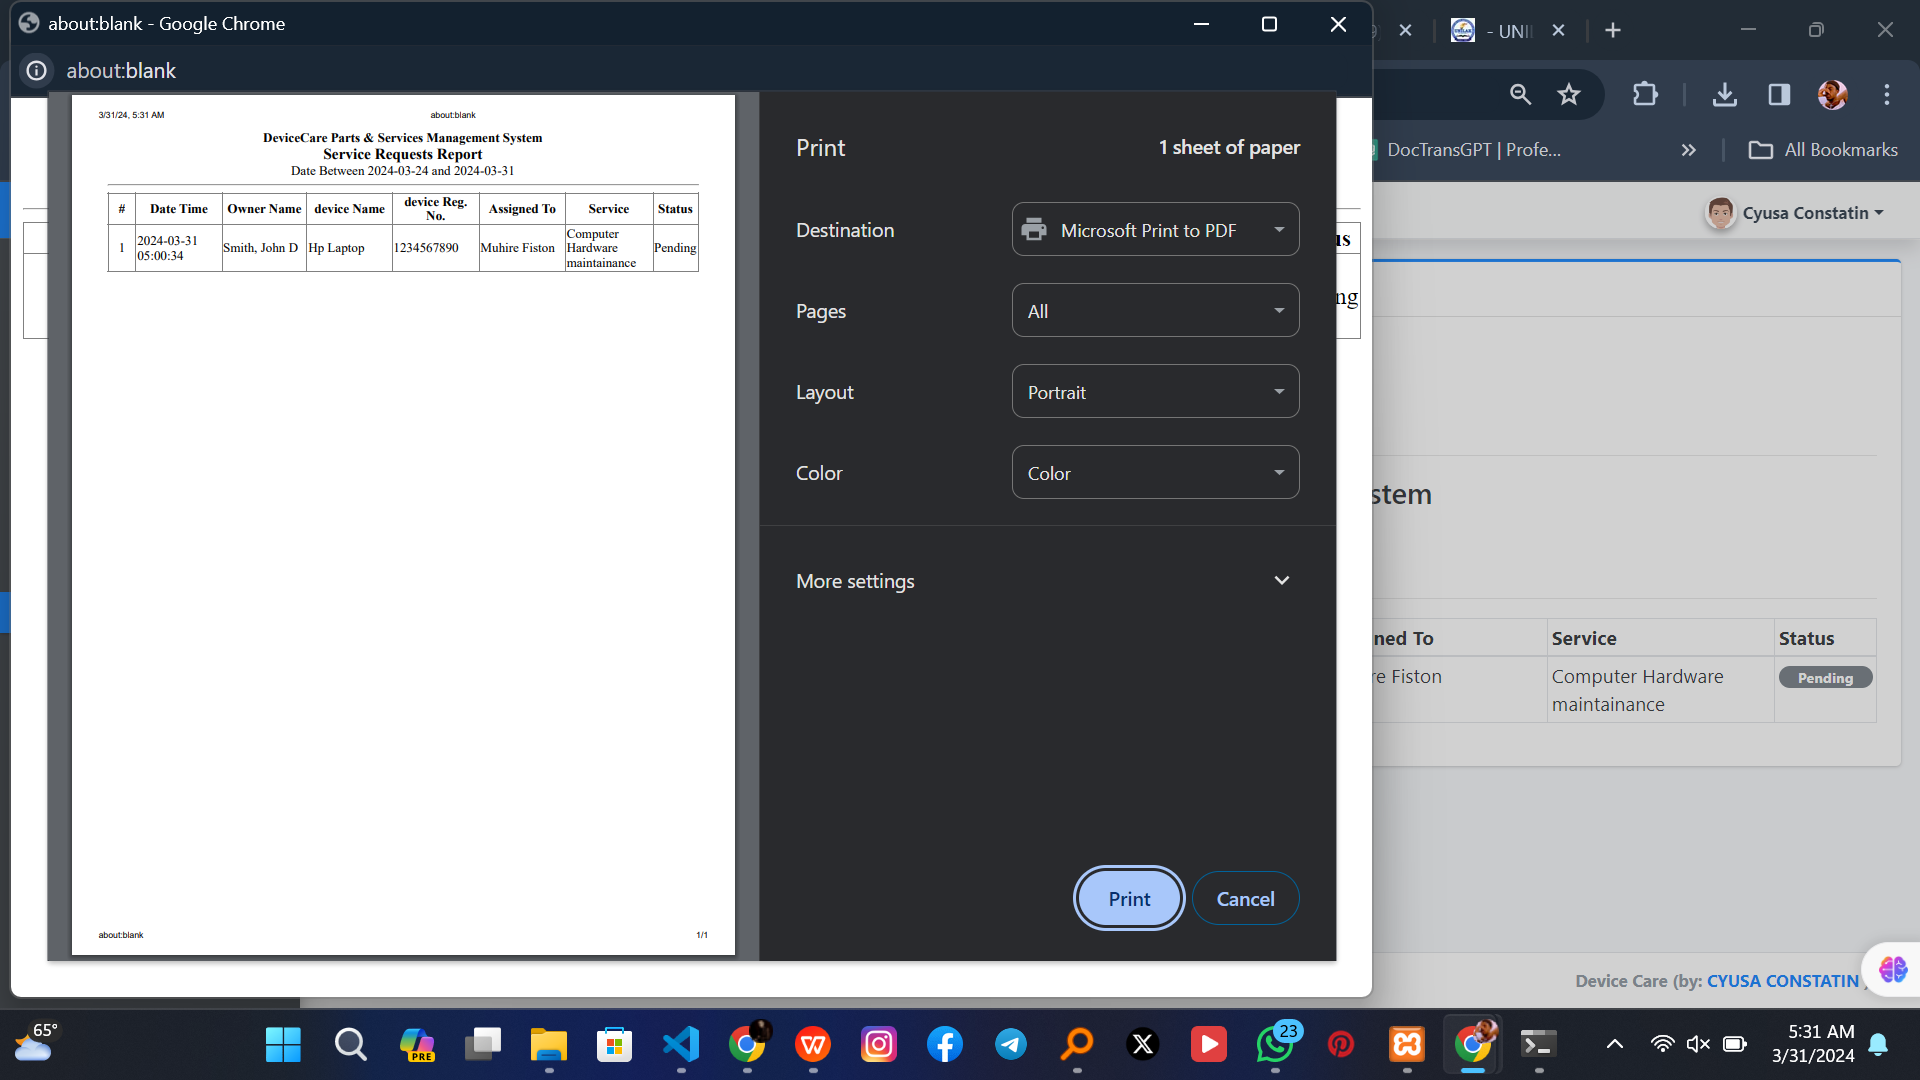 about:blank - Google Chrome
about:blank
3/31/24, 5:31 AM about:blank
DeviceCare Parts & Services Management System
Service Requests Report
Date Between 2024-03-24 and 2024-03-31
# Date Time Owner Name device Name device Reg. No. Assigned To Service Status
1 2024-03-31 05:00:34 Smith, John D Hp Laptop 1234567890 Muhire Fiston Computer Hardware maintainance Pending
about:blank 1/1
Print 1 sheet of paper
Destination Microsoft Print to PDF
Pages All
Layout Portrait
Color Color
More settings
Print Cancel
- UNI
DocTransGPT | Profe...
All Bookmarks
Cyusa Constatin
us
ng
stem
ned To Service Status
re Fiston Computer Hardware maintainance Pending
Device Care (by: CYUSA CONSTATIN
65°
PRE
23
5:31 AM
3/31/2024